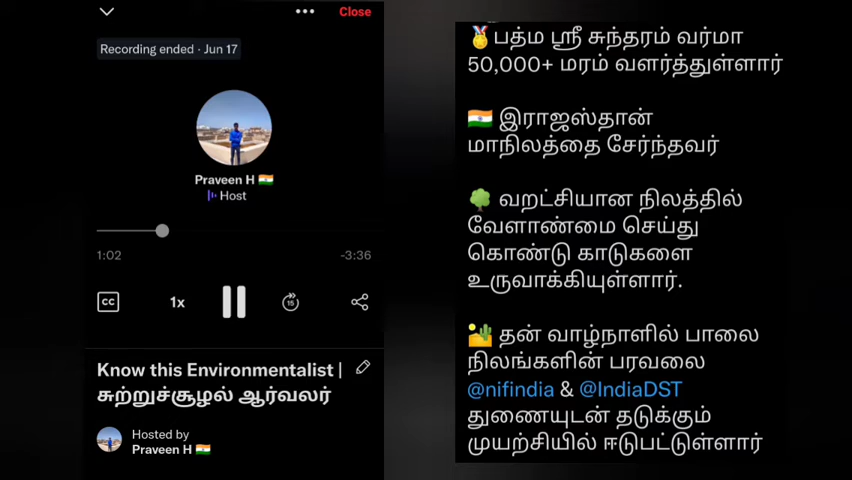 Close
Recording ended · Jun 17
Praveen H 🇮🇳
Host
1:02
-3:36
CC
1x
15
Know this Environmentalist |
சுற்றுச்சூழல் ஆர்வலர்
Hosted by
Praveen H 🇮🇳
🏅பத்ம ஸ்ரீ சுந்தரம் வர்மா
50,000+ மரம் வளர்த்துள்ளார்
🇮🇳 இராஜஸ்தான்
மாநிலத்தை சேர்ந்தவர்
🌳 வறட்சியான நிலத்தில்
வேளாண்மை செய்து
கொண்டு காடுகளை
உருவாக்கியுள்ளார்.
🏜️ தன் வாழ்நாளில் பாலை
நிலங்களின் பரவலை
@nifindia & @IndiaDST
துணையுடன் தடுக்கும்
முயற்சியில் ஈடுபட்டுள்ளார்